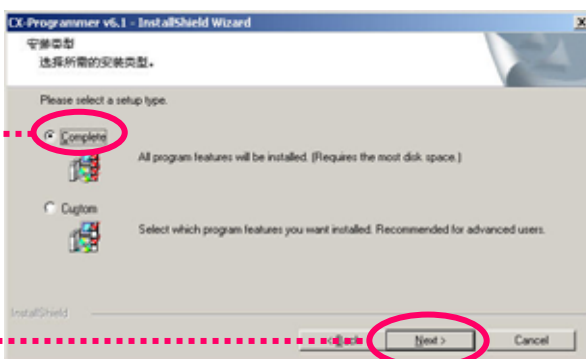 CX-Programmer v6.1 - InstallShield Wizard
安装类型
选择所需的安装类型。
Please select a setup type.
Complete
All program features will be installed. (Requires the most disk space.)
Custom
Select which program features you want installed. Recommended for advanced users.
InstallShield
< Back
Next >
Cancel